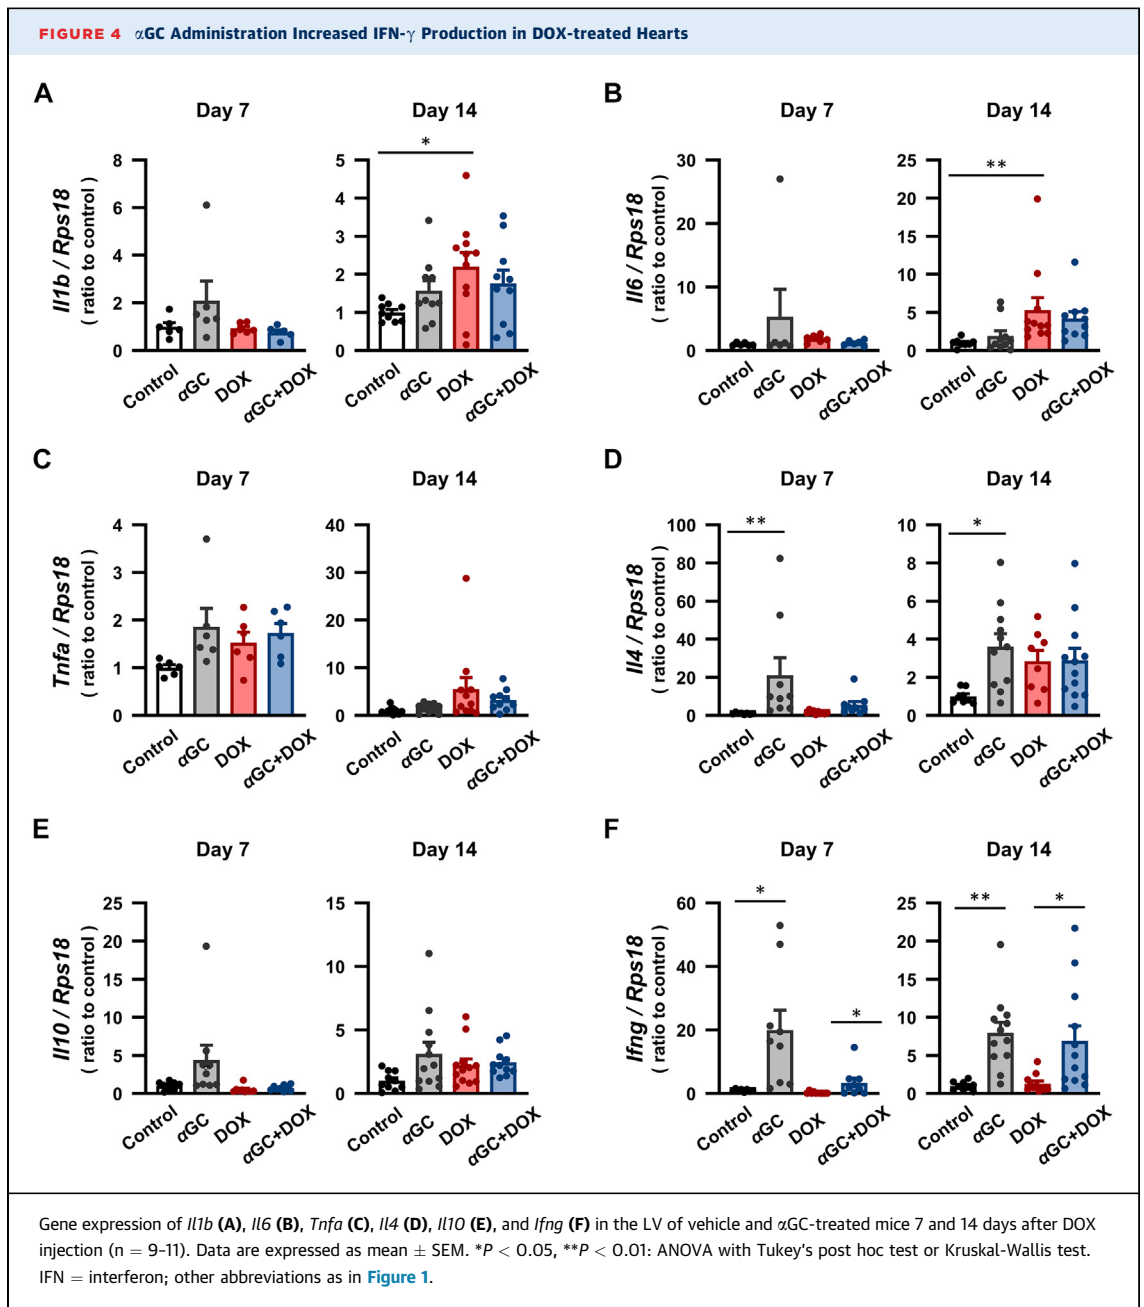 FIGURE 4 αGC Administration Increased IFN-γ Production in DOX-treated Hearts
A
Day 7
Day 14
Il1b / Rps18
( ratio to control )
8
6
4
2
0
Control
αGC
DOX
αGC+DOX
*
5
4
3
2
1
0
Control
αGC
DOX
αGC+DOX
B
Day 7
Day 14
Il6 / Rps18
( ratio to control )
30
20
10
0
Control
αGC
DOX
αGC+DOX
**
25
20
15
10
5
0
Control
αGC
DOX
αGC+DOX
C
Day 7
Day 14
Tnfa / Rps18
( ratio to control )
4
3
2
1
0
Control
αGC
DOX
αGC+DOX
40
30
20
10
0
Control
αGC
DOX
αGC+DOX
D
Day 7
Day 14
Il4 / Rps18
( ratio to control )
**
100
80
60
40
20
0
Control
αGC
DOX
αGC+DOX
*
10
8
6
4
2
0
Control
αGC
DOX
αGC+DOX
E
Day 7
Day 14
Il10 / Rps18
( ratio to control )
25
20
15
10
5
0
Control
αGC
DOX
αGC+DOX
15
10
5
0
Control
αGC
DOX
αGC+DOX
F
Day 7
Day 14
Ifng / Rps18
( ratio to control )
*
*
60
40
20
0
Control
αGC
DOX
αGC+DOX
**
*
25
20
15
10
5
0
Control
αGC
DOX
αGC+DOX
Gene expression of Il1b (A), Il6 (B), Tnfa (C), Il4 (D), Il10 (E), and Ifng (F) in the LV of vehicle and αGC-treated mice 7 and 14 days after DOX
injection (n = 9-11). Data are expressed as mean ± SEM. *P < 0.05, **P < 0.01: ANOVA with Tukey's post hoc test or Kruskal-Wallis test.
IFN = interferon; other abbreviations as in Figure 1.